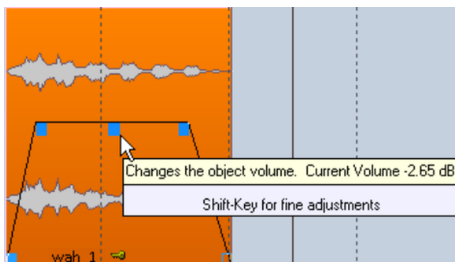 Changes the object volume. Current Volume -2.65 dB
Shift-Key for fine adjustments
wah_1